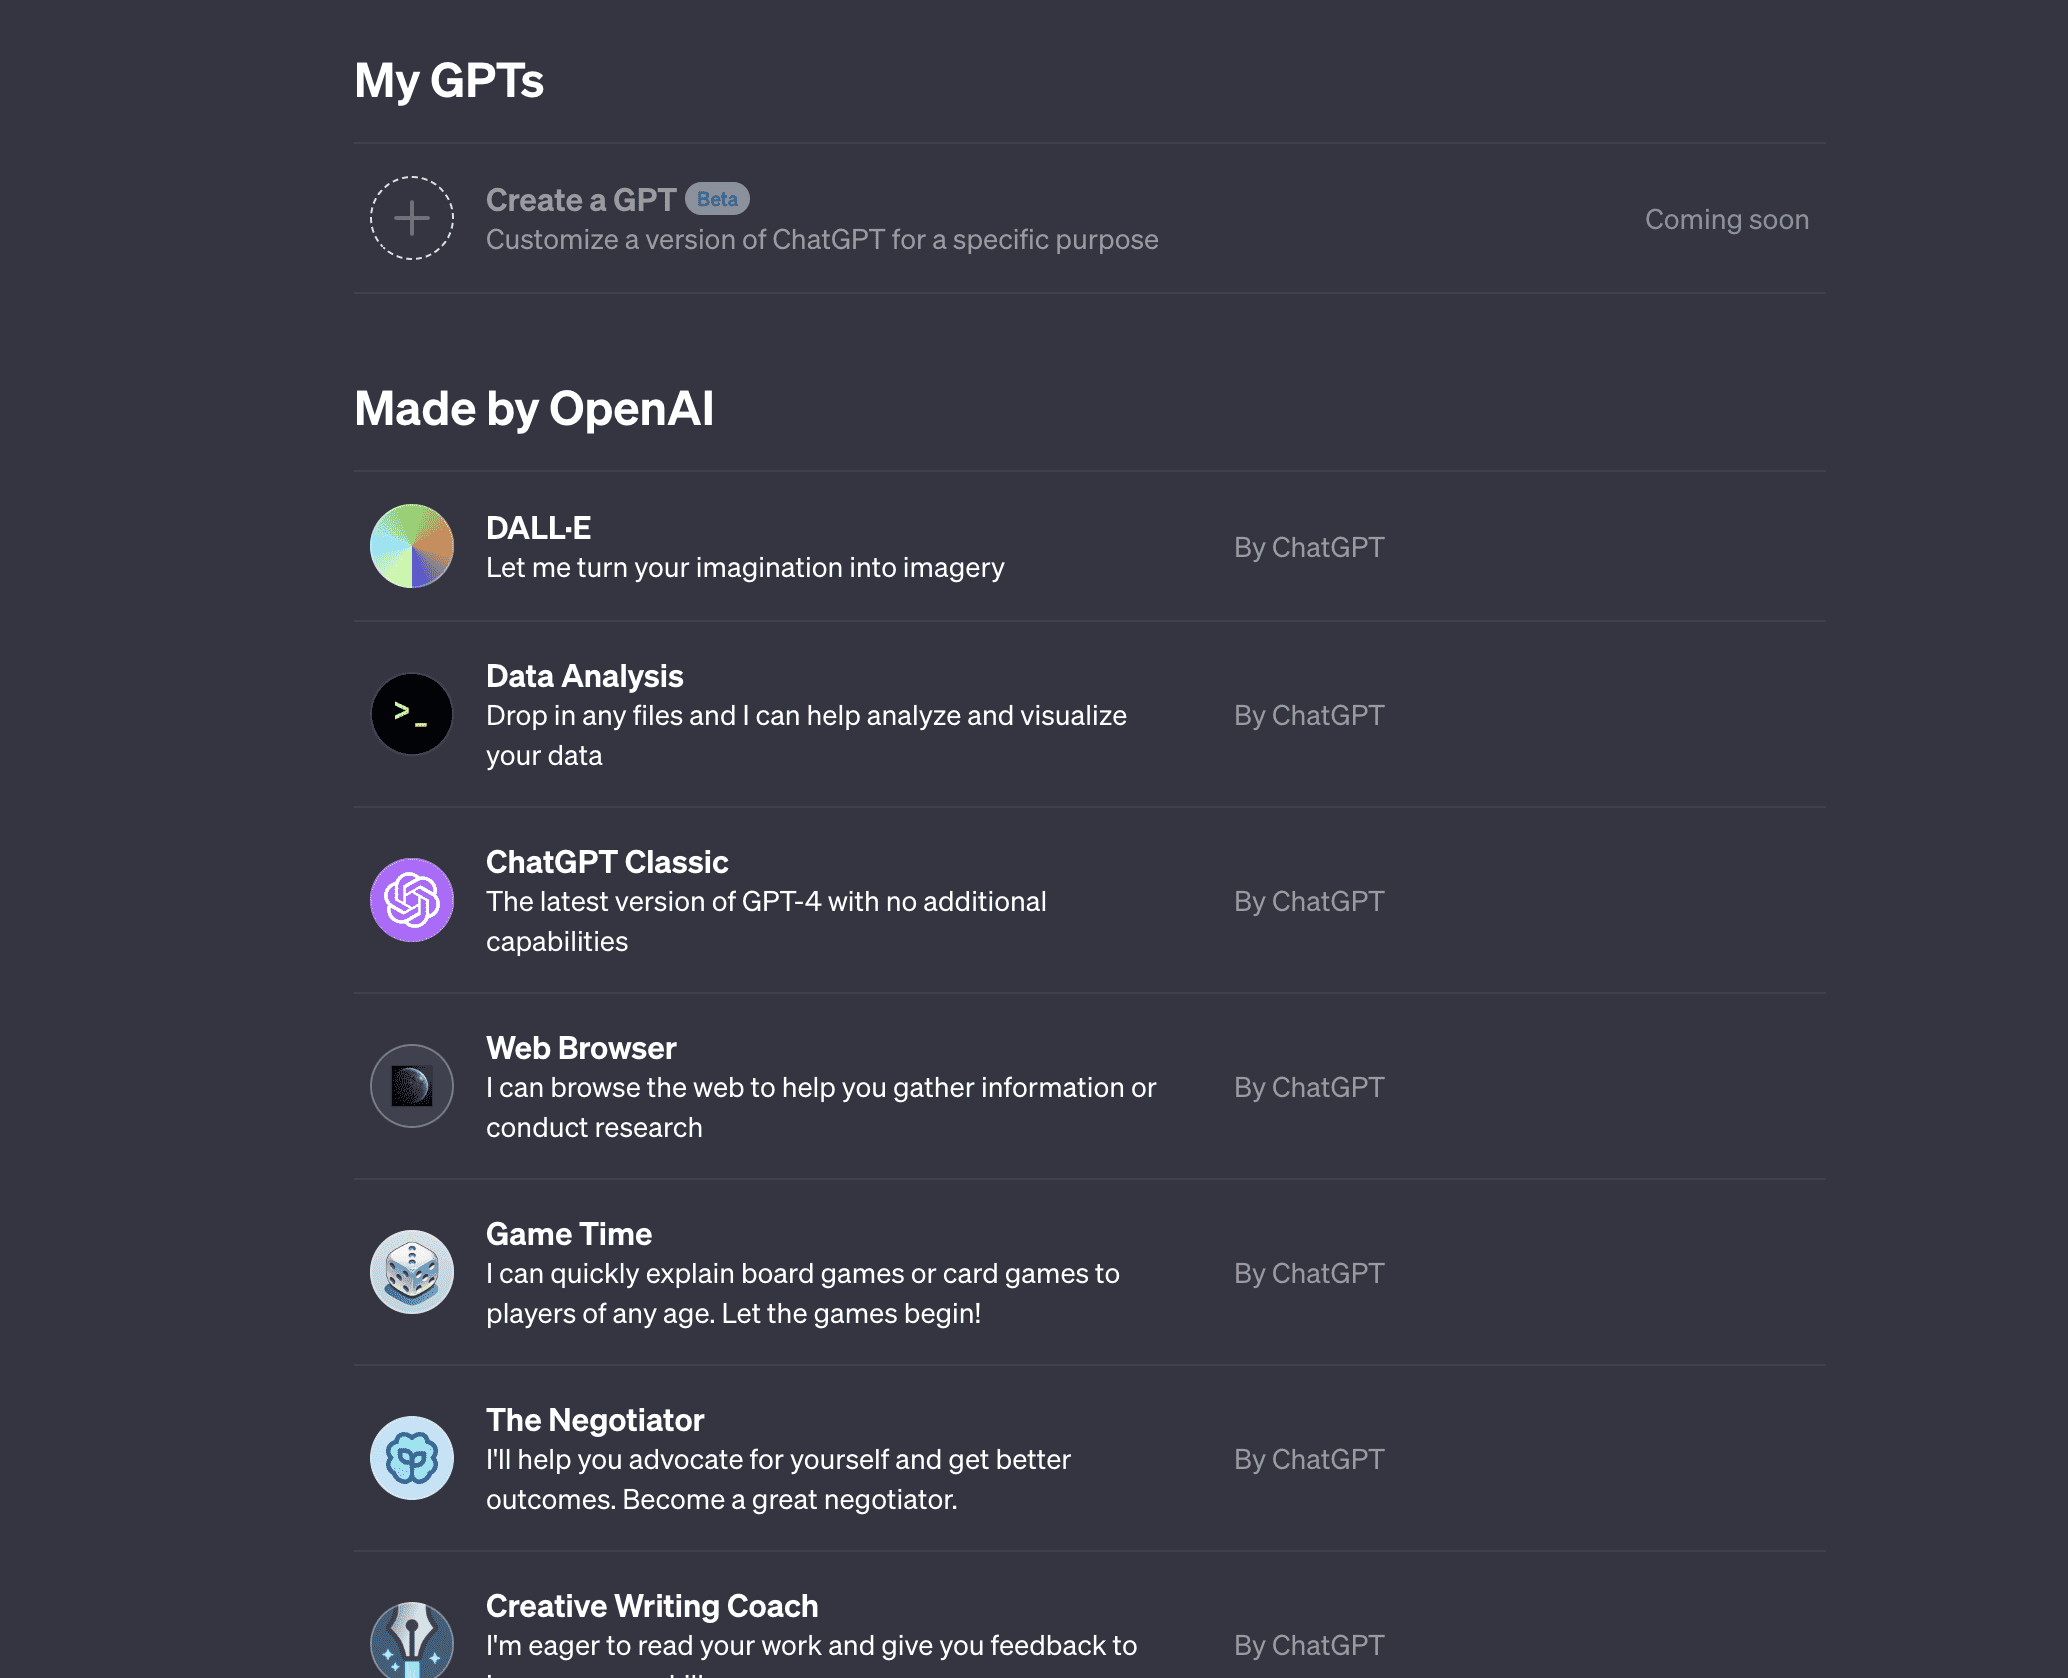 My GPTs
Create a GPT Beta
Customize a version of ChatGPT for a specific purpose
Coming soon
Made by OpenAI
DALL·E
Let me turn your imagination into imagery
By ChatGPT
Data Analysis
Drop in any files and I can help analyze and visualize
your data
By ChatGPT
ChatGPT Classic
The latest version of GPT-4 with no additional
capabilities
By ChatGPT
Web Browser
I can browse the web to help you gather information or
conduct research
By ChatGPT
Game Time
I can quickly explain board games or card games to
players of any age. Let the games begin!
By ChatGPT
The Negotiator
I'll help you advocate for yourself and get better
outcomes. Become a great negotiator.
By ChatGPT
Creative Writing Coach
I'm eager to read your work and give you feedback to
By ChatGPT